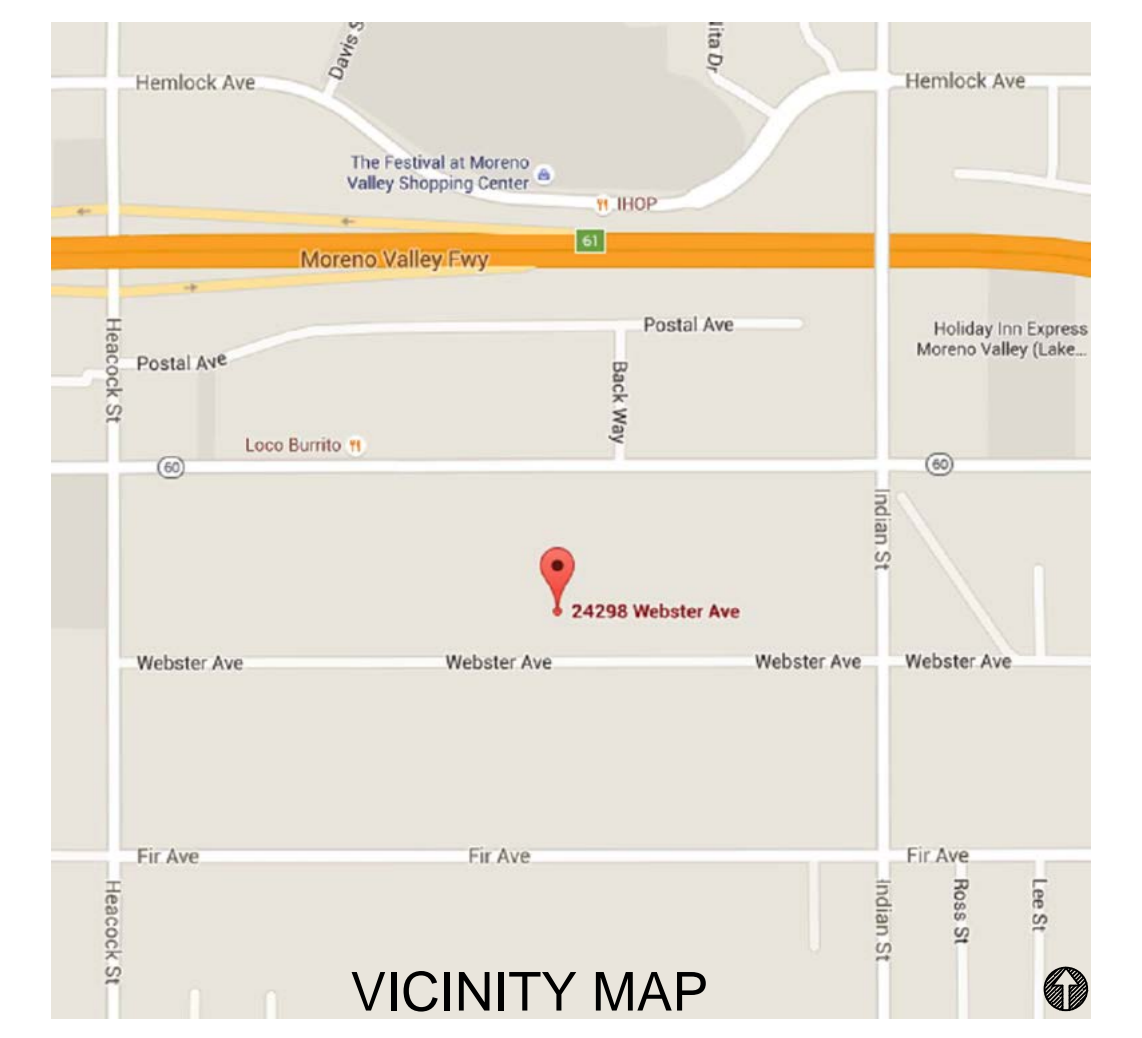 Davis S
Nita Dr
Hemlock Ave
Hemlock Ave
The Festival at Moreno
Valley Shopping Center
IHOP
61
Moreno Valley Fwy
Heacock St
Postal Ave
Postal Ave
Back Way
Holiday Inn Express
Moreno Valley (Lake...
Loco Burrito
60
60
Indian St
24298 Webster Ave
Webster Ave
Webster Ave
Webster Ave
Webster Ave
Fir Ave
Fir Ave
Fir Ave
Heacock St
Indian St
Ross St
Lee St
VICINITY MAP